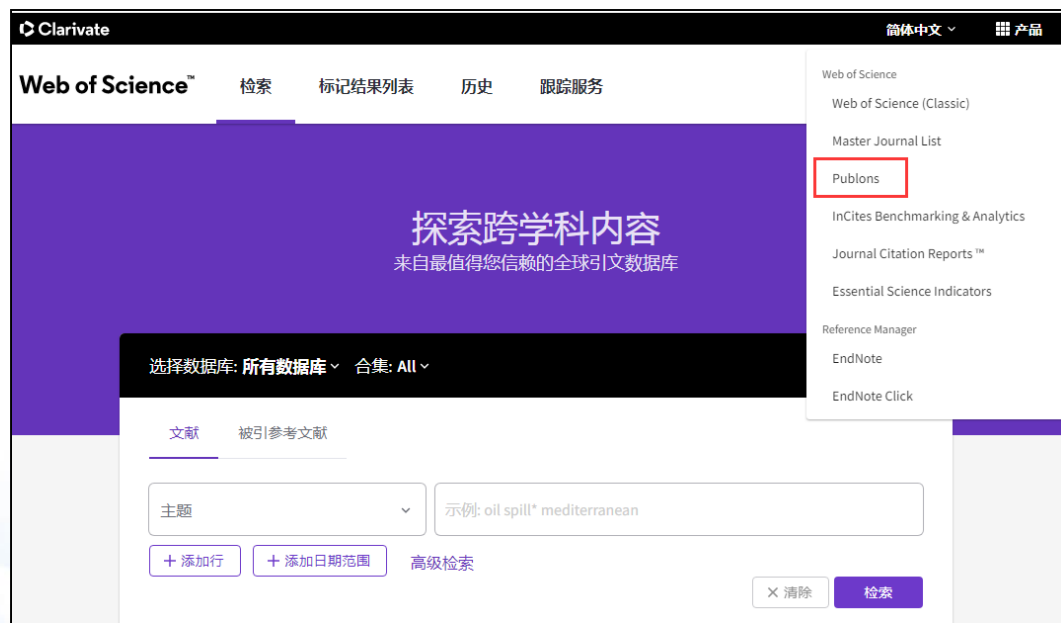 Clarivate
简体中文
产品
Web of Science™
检索
标记结果列表
历史
跟踪服务
Web of Science
Web of Science (Classic)
Master Journal List
Publons
InCites Benchmarking & Analytics
Journal Citation Reports ™
Essential Science Indicators
Reference Manager
EndNote
EndNote Click
探索跨学科内容
来自最值得您信赖的全球引文数据库
选择数据库: 所有数据库 合集: All
文献
被引参考文献
主题
示例: oil spill* mediterranean
+ 添加行
+ 添加日期范围
高级检索
× 清除
检索